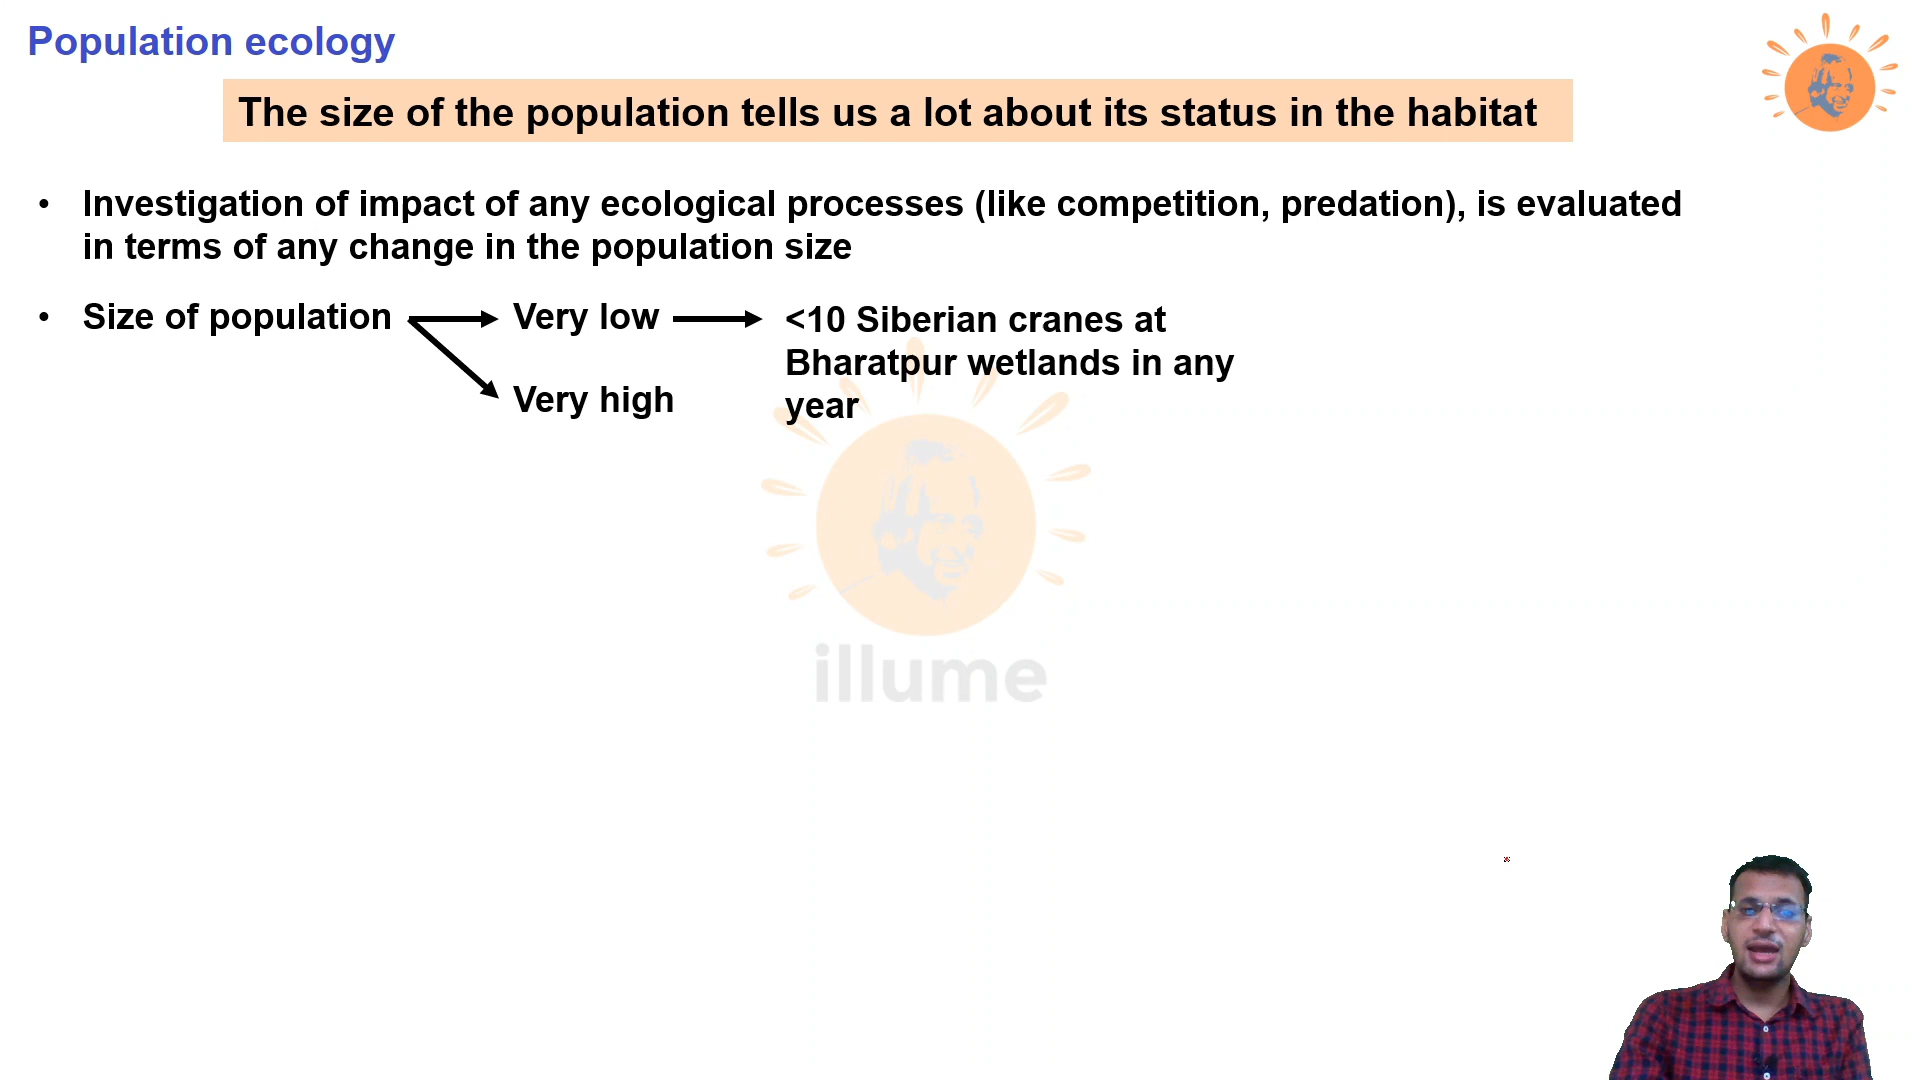 Population ecology
The size of the population tells us a lot about its status in the habitat
• Investigation of impact of any ecological processes (like competition, predation), is evaluated
in terms of any change in the population size
• Size of population Very low <10 Siberian cranes at
Bharatpur wetlands in any
Very high year
illume